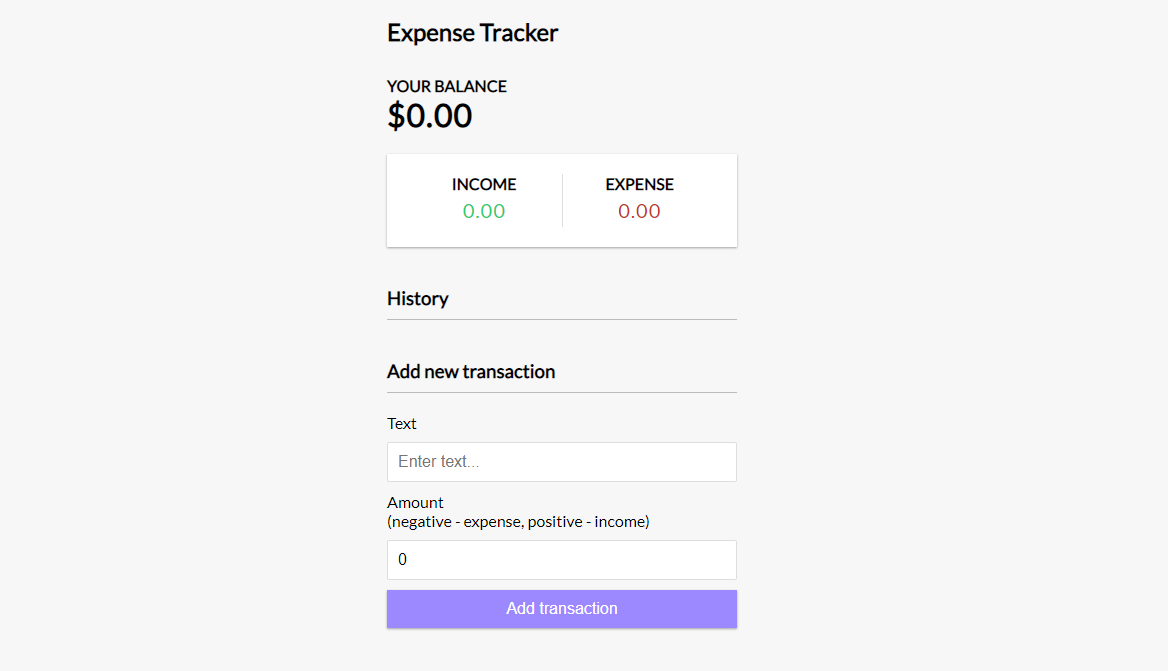 Expense Tracker
YOUR BALANCE
$0.00
INCOME
EXPENSE
0.00
0.00
History
Add new transaction
Text
Enter text...
Amount
(negative - expense, positive - income)
0
Add transaction